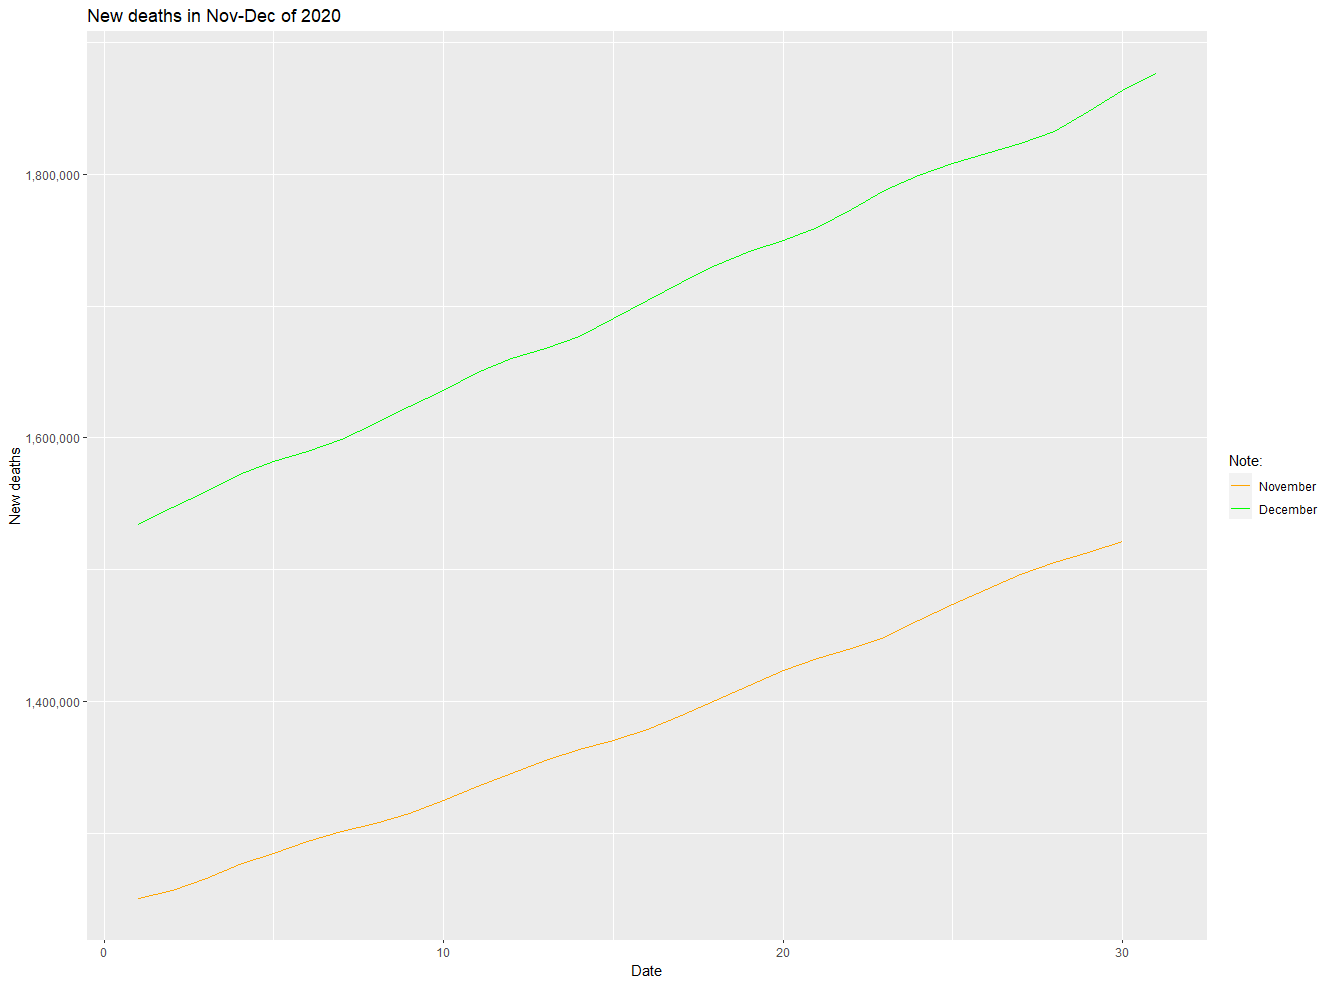 New deaths in Nov-Dec of 2020
New deaths
1,800,000
1,600,000
1,400,000
0
10
20
30
Date
Note:
November
December